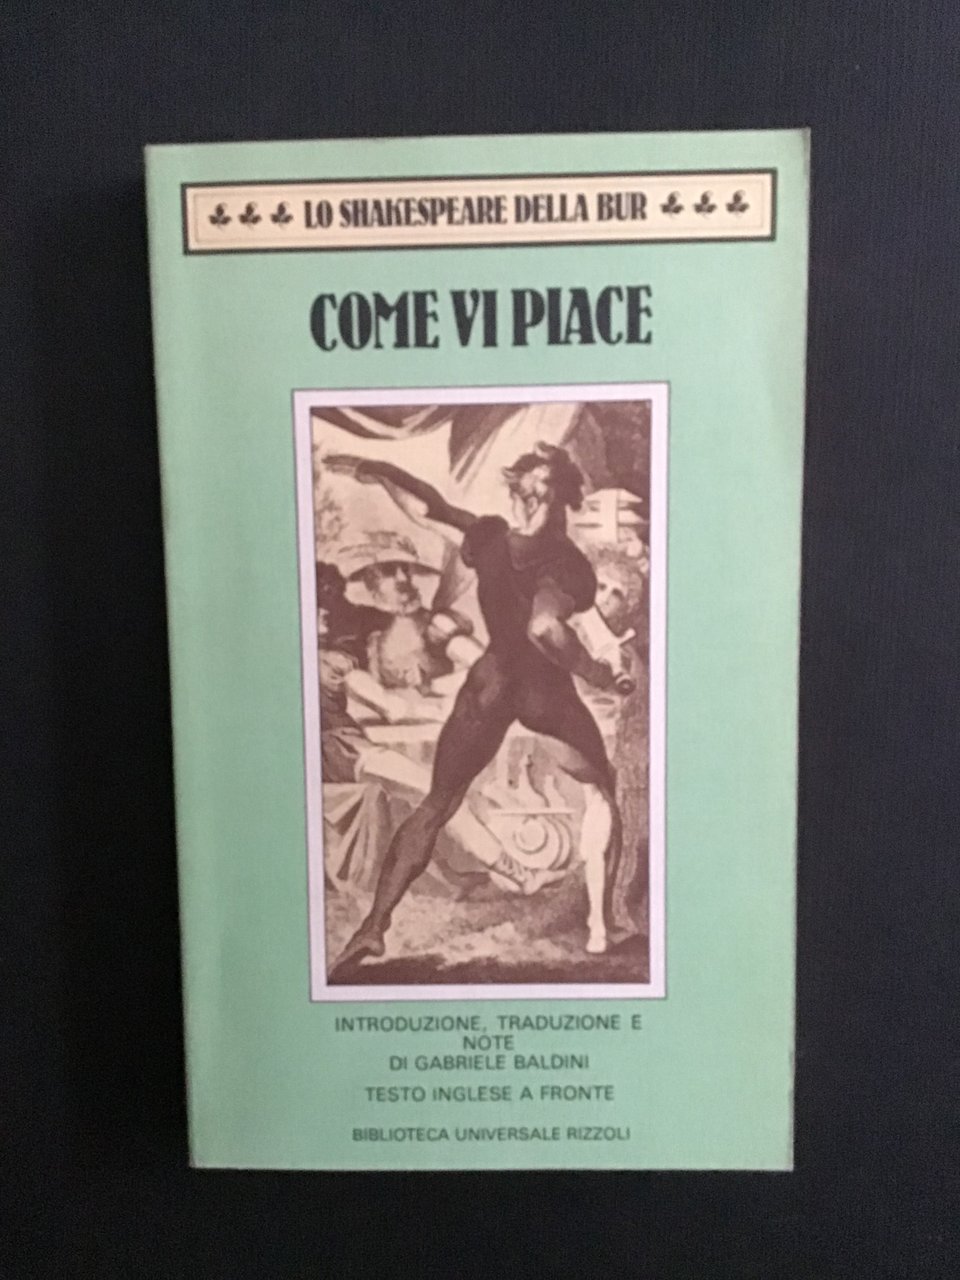 LO SHAKESPEARE DELLA BUR
COME VI PIACE
INTRODUZIONE, TRADUZIONE E
NOTE
DI GABRIELE BALDINI
TESTO INGLESE A FRONTE
BIBLIOTECA UNIVERSALE RIZZOLI